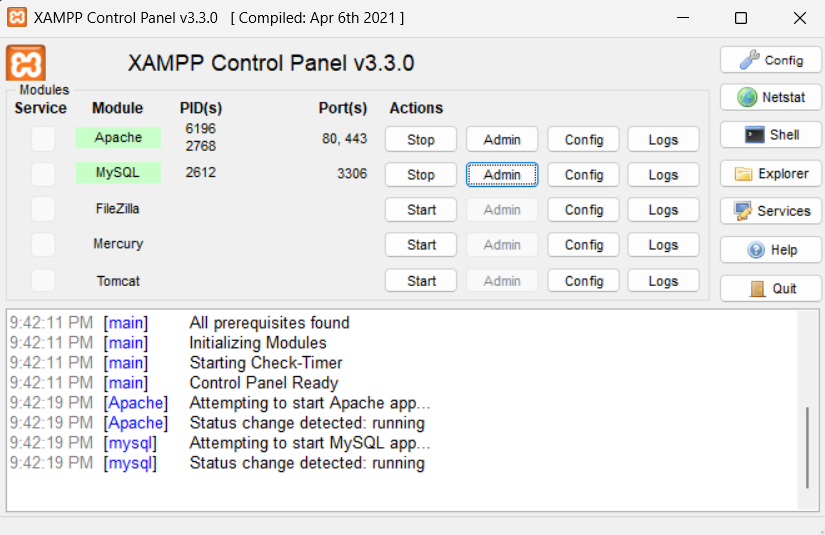 XAMPP Control Panel v3.3.0 [ Compiled: Apr 6th 2021 ]
XAMPP Control Panel v3.3.0
Config
Modules
Service Module PID(s) Port(s) Actions
Netstat
Apache 6196 2768 80, 443 Stop Admin Config Logs
Shell
MySQL 2612 3306 Stop Admin Config Logs
Explorer
FileZilla Start Admin Config Logs
Services
Mercury Start Admin Config Logs
Help
Tomcat Start Admin Config Logs
Quit
9:42:11 PM [main] All prerequisites found
9:42:11 PM [main] Initializing Modules
9:42:11 PM [main] Starting Check-Timer
9:42:11 PM [main] Control Panel Ready
9:42:19 PM [Apache] Attempting to start Apache app...
9:42:19 PM [Apache] Status change detected: running
9:42:19 PM [mysql] Attempting to start MySQL app...
9:42:19 PM [mysql] Status change detected: running